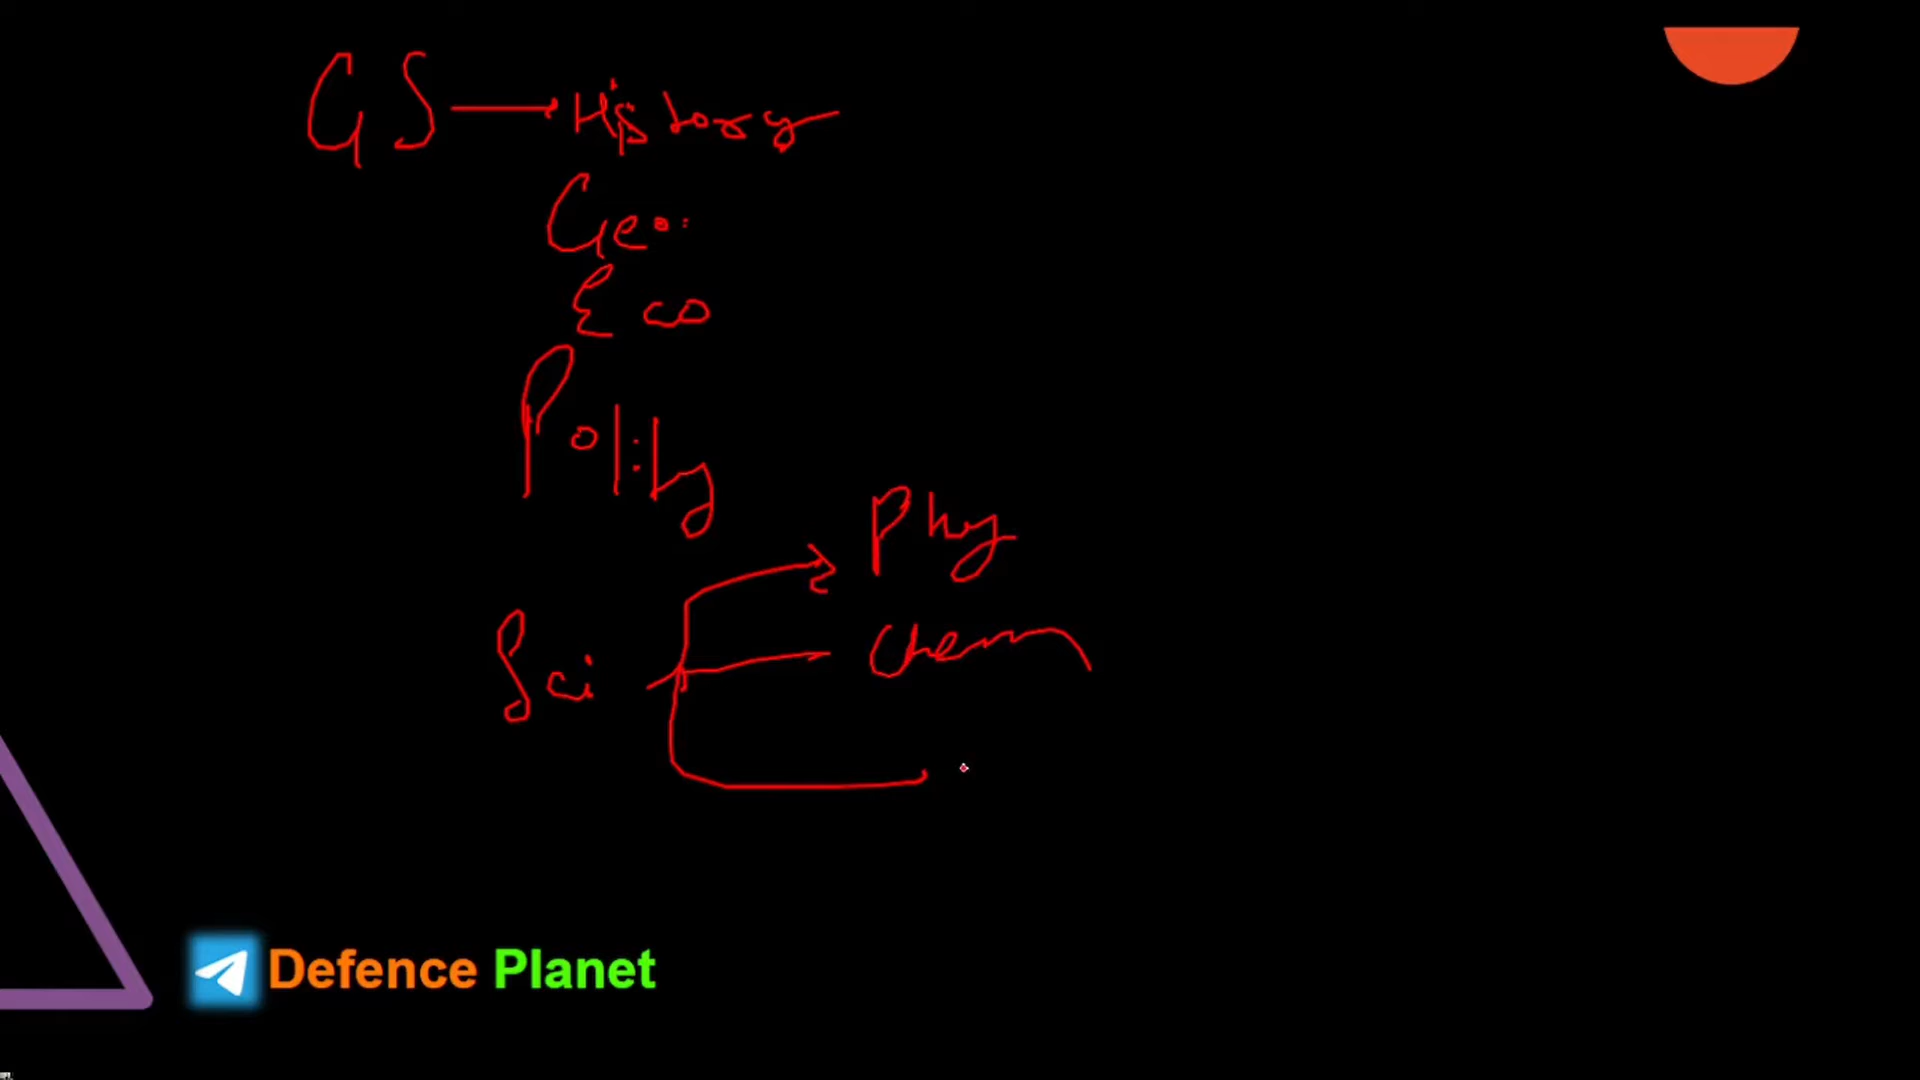 GS → History
Geo.
Eco
Polity
Phy
Sci
Chem
Defence Planet